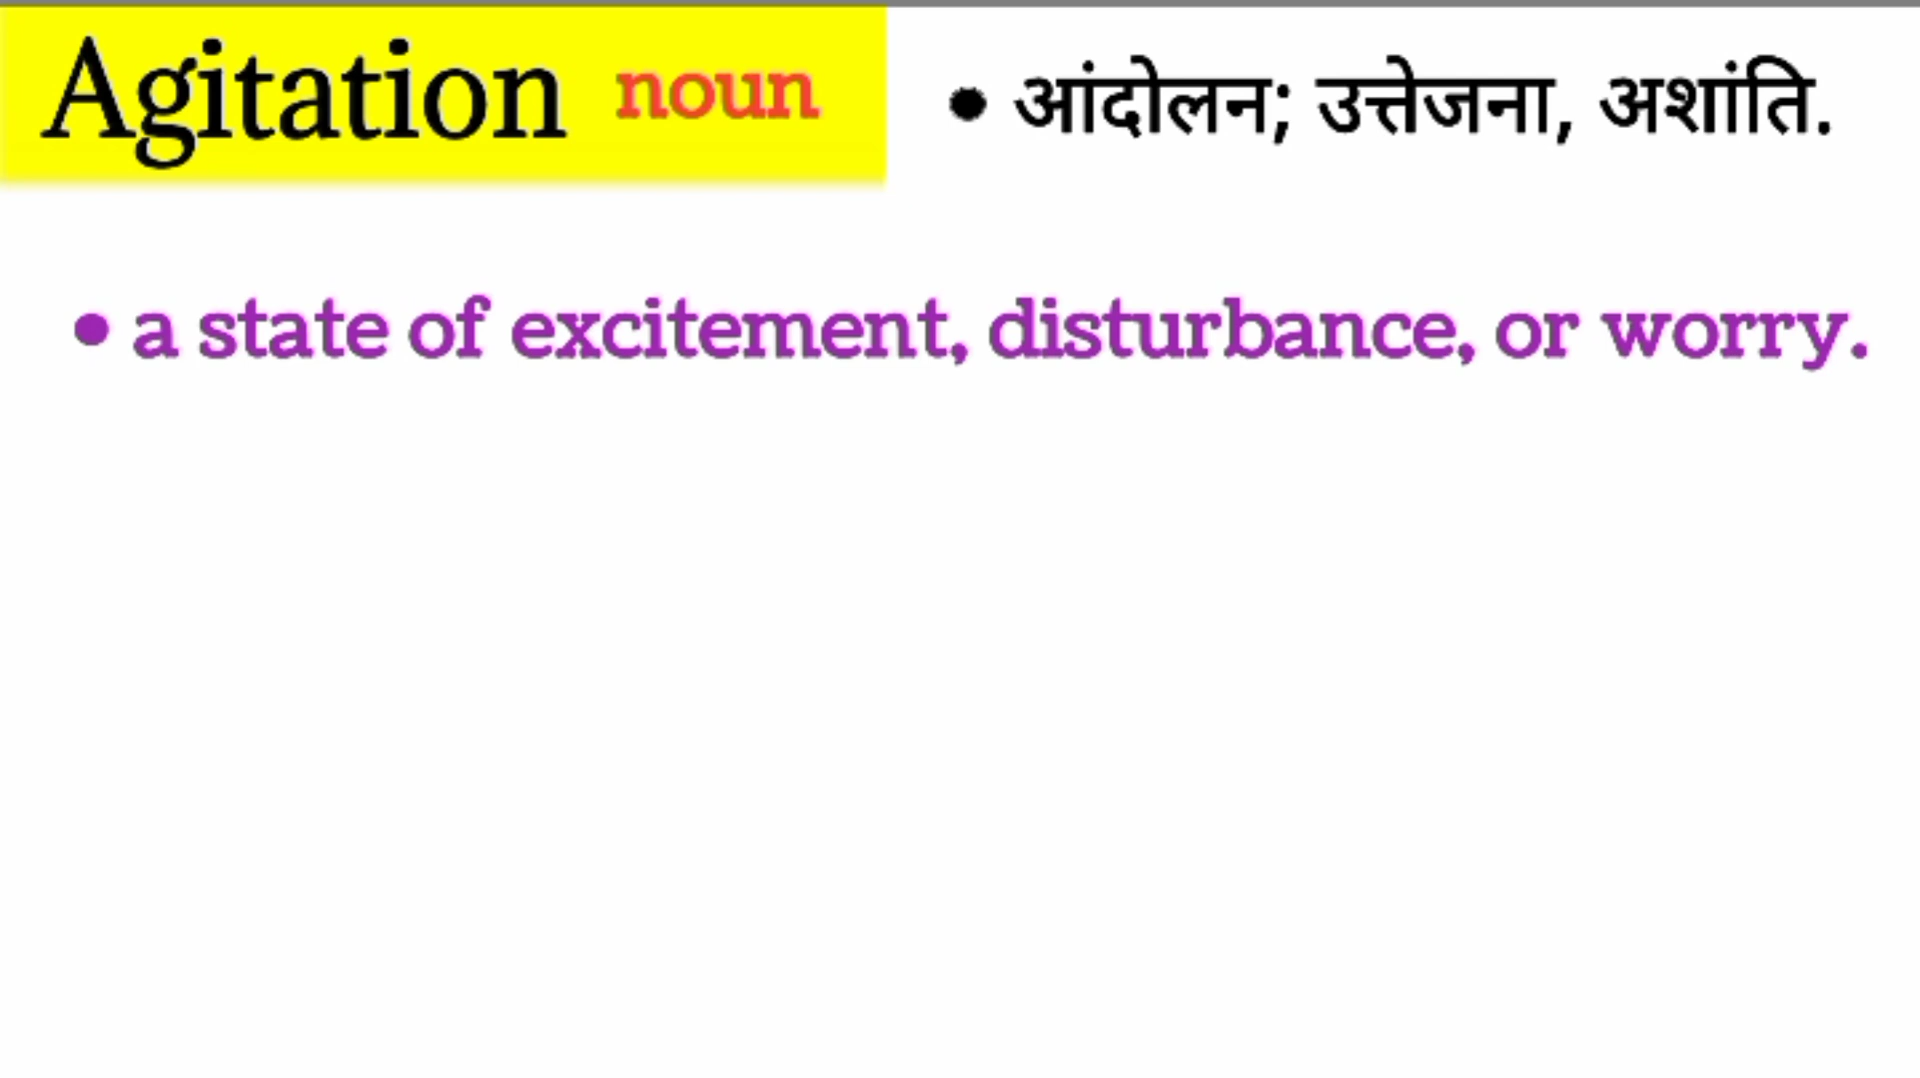 Agitation noun • आंदोलन; उत्तेजना, अशांति.
• a state of excitement, disturbance, or worry.